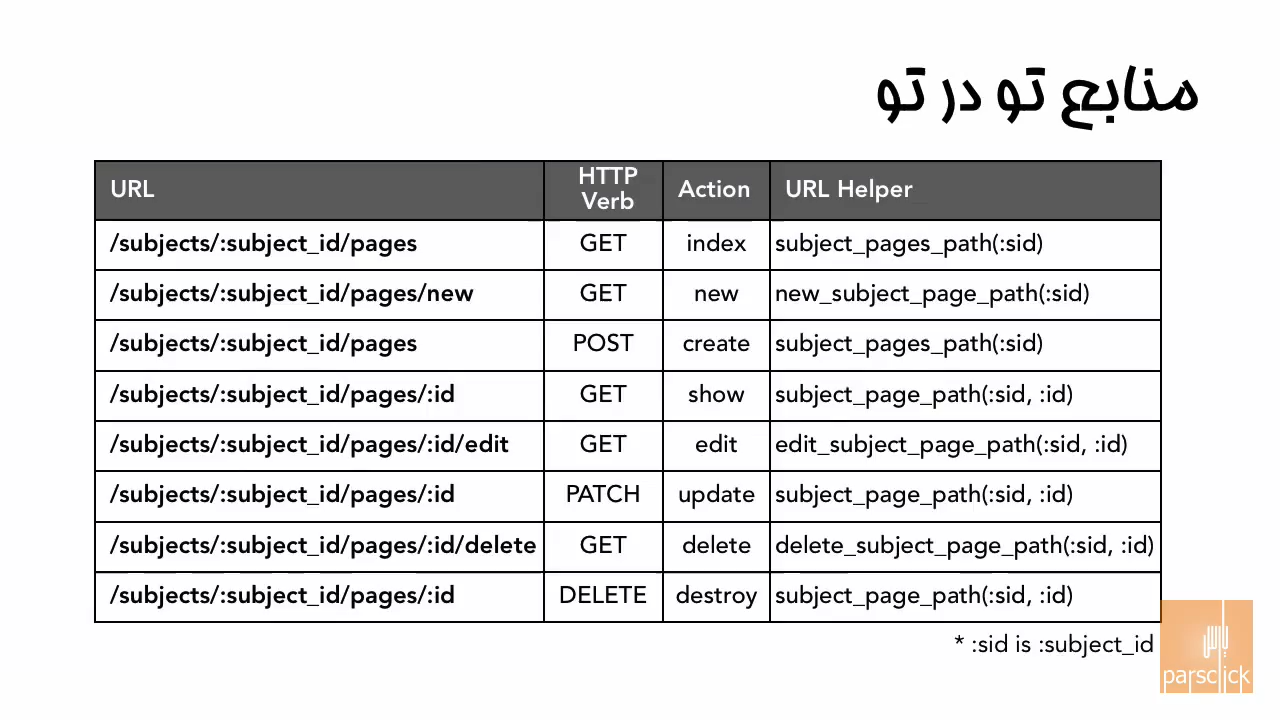 منابع تو در تو
URL HTTP Verb Action URL Helper
/subjects/:subject_id/pages GET index subject_pages_path(:sid)
/subjects/:subject_id/pages/new GET new new_subject_page_path(:sid)
/subjects/:subject_id/pages POST create subject_pages_path(:sid)
/subjects/:subject_id/pages/:id GET show subject_page_path(:sid, :id)
/subjects/:subject_id/pages/:id/edit GET edit edit_subject_page_path(:sid, :id)
/subjects/:subject_id/pages/:id PATCH update subject_page_path(:sid, :id)
/subjects/:subject_id/pages/:id/delete GET delete delete_subject_page_path(:sid, :id)
/subjects/:subject_id/pages/:id DELETE destroy subject_page_path(:sid, :id)
* :sid is :subject_id
پارس
parsclick